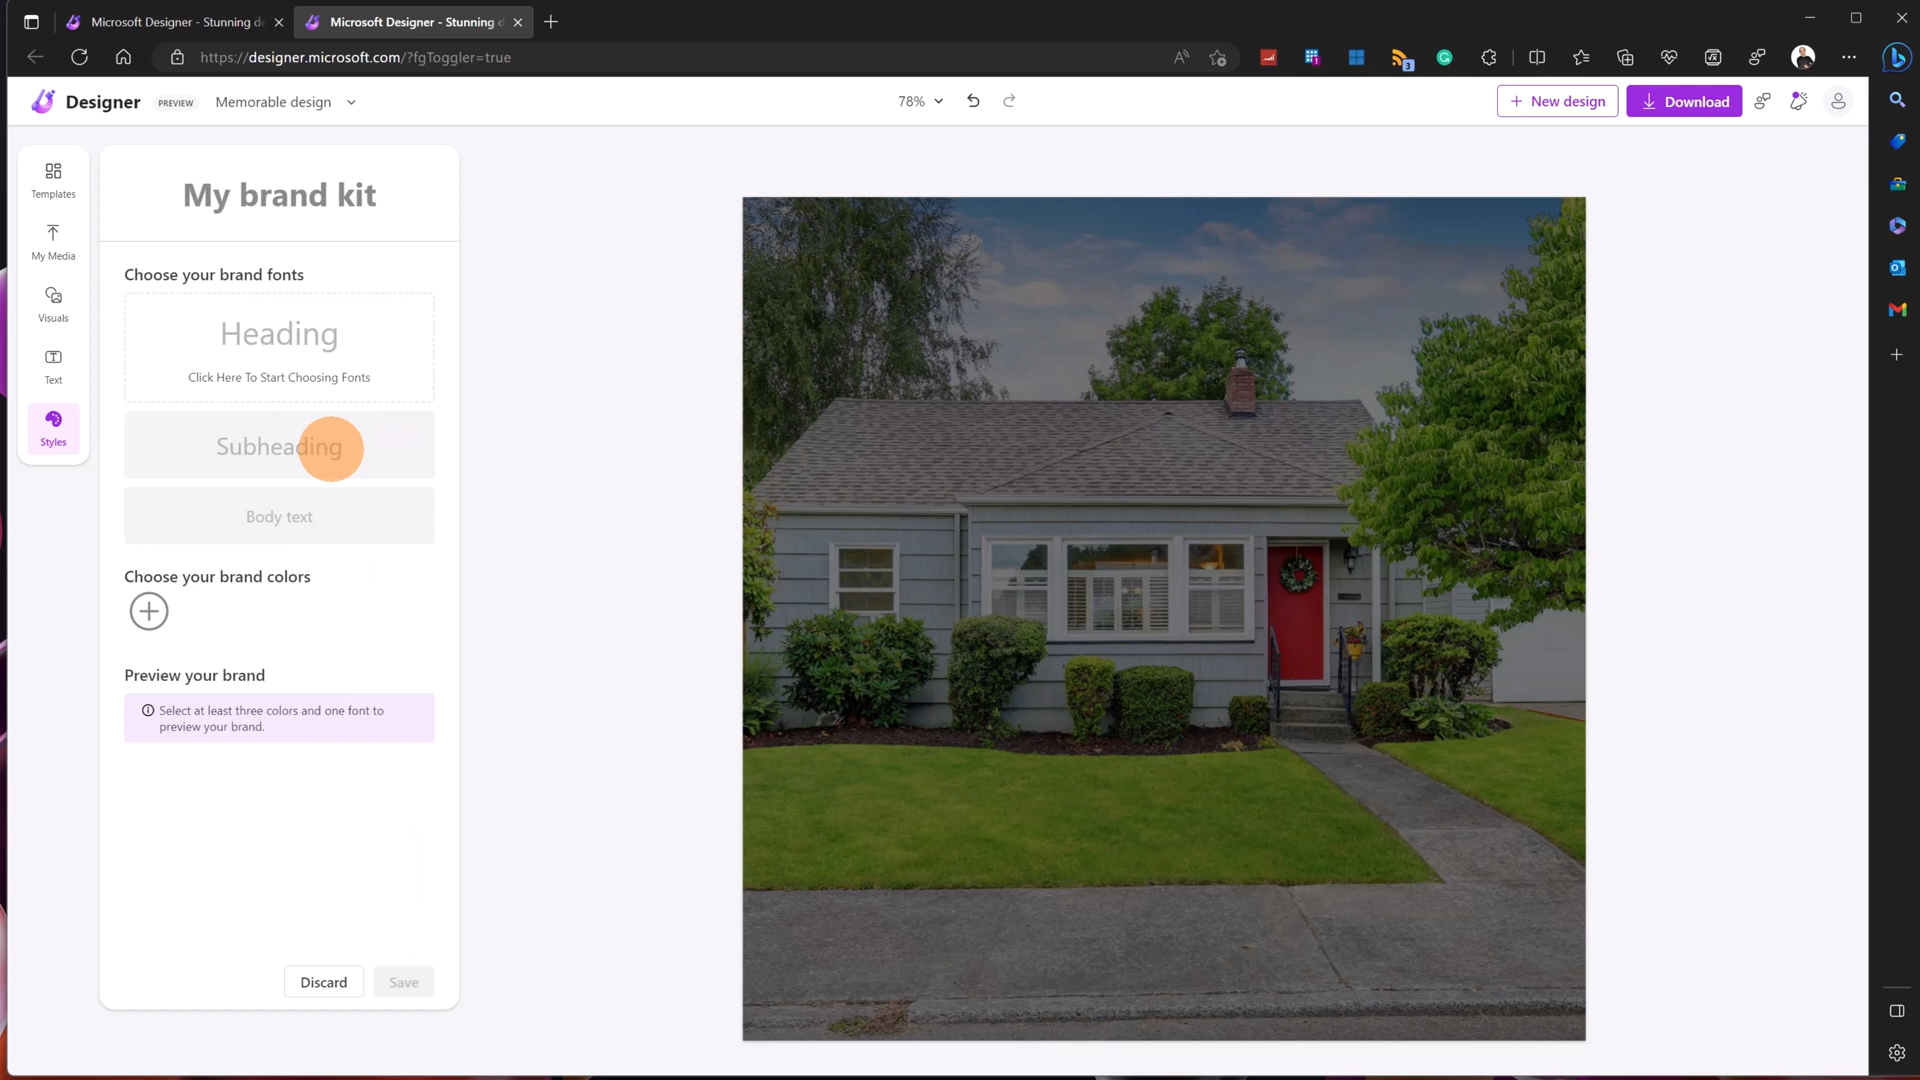 Microsoft Designer - Stunning d
Microsoft Designer - Stunning d
https://designer.microsoft.com/?fgToggler=true
3
1
Designer PREVIEW Memorable design
78%
New design
Download
Templates
My Media
Visuals
Text
Styles
My brand kit
Choose your brand fonts
Heading
Click Here To Start Choosing Fonts
Subheading
Body text
Choose your brand colors
Preview your brand
Select at least three colors and one font to
preview your brand.
Discard
Save